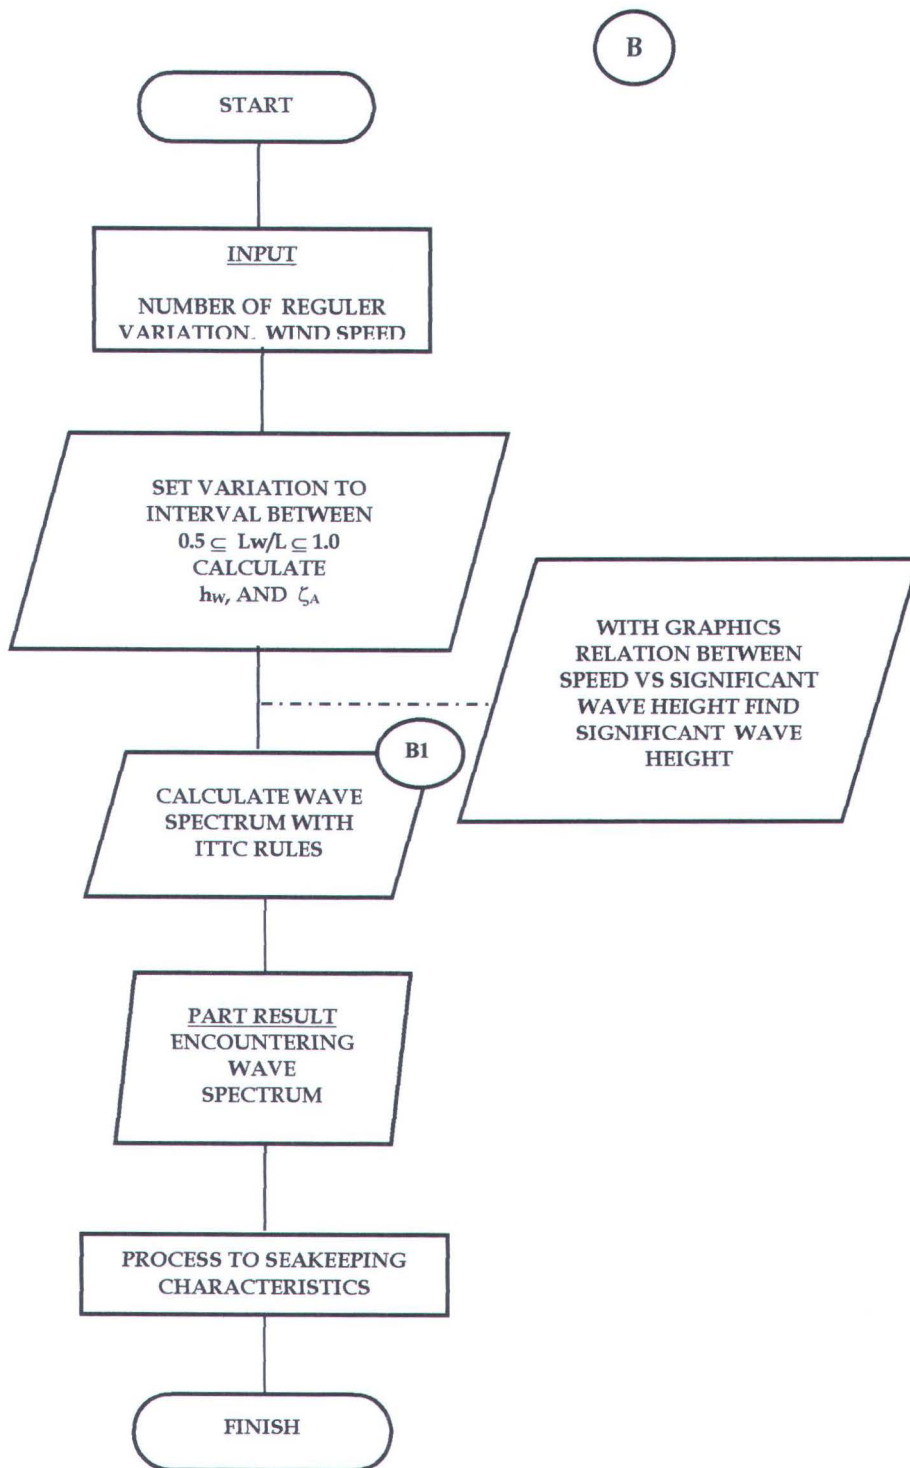 B
START
INPUT
NUMBER OF REGULER
VARIATION, WIND SPEED
SET VARIATION TO
INTERVAL BETWEEN
0.5 ⊆ Lw/L ⊆ 1.0
CALCULATE
hw, AND ζA
WITH GRAPHICS
RELATION BETWEEN
SPEED VS SIGNIFICANT
WAVE HEIGHT FIND
SIGNIFICANT WAVE
HEIGHT
B1
CALCULATE WAVE
SPECTRUM WITH
ITTC RULES
PART RESULT
ENCOUNTERING
WAVE
SPECTRUM
PROCESS TO SEAKEEPING
CHARACTERISTICS
FINISH